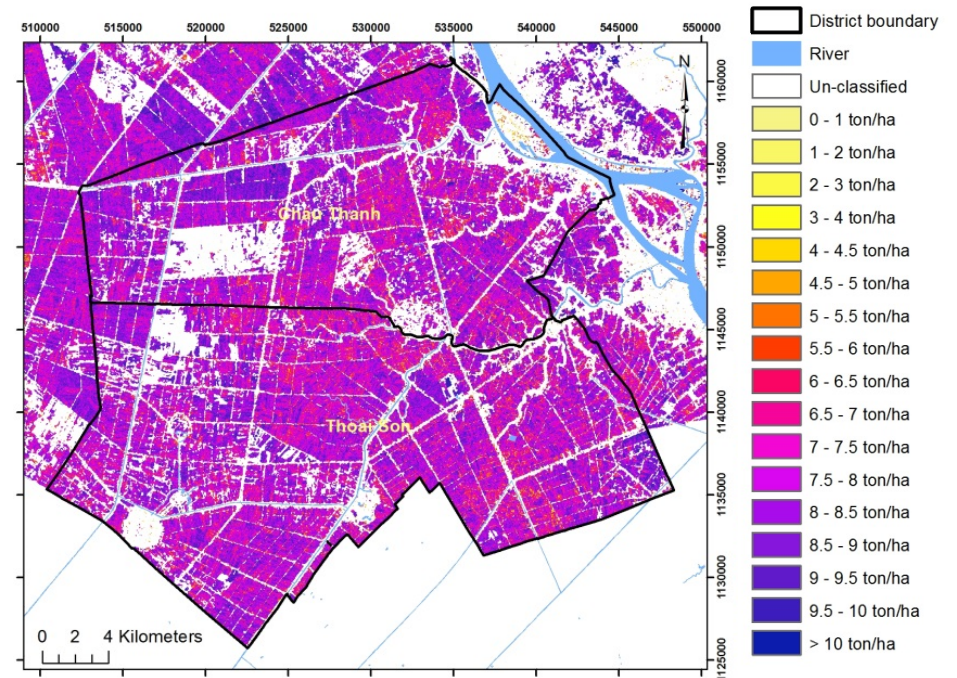 510000 515000 520000 525000 530000 535000 540000 545000 550000
N
1160000
1155000
1150000
1145000
1140000
1135000
1130000
1125000
Chau Thanh
Thoai Son
0 2 4 Kilometers
District boundary
River
Un-classified
0 - 1 ton/ha
1 - 2 ton/ha
2 - 3 ton/ha
3 - 4 ton/ha
4 - 4.5 ton/ha
4.5 - 5 ton/ha
5 - 5.5 ton/ha
5.5 - 6 ton/ha
6 - 6.5 ton/ha
6.5 - 7 ton/ha
7 - 7.5 ton/ha
7.5 - 8 ton/ha
8 - 8.5 ton/ha
8.5 - 9 ton/ha
9 - 9.5 ton/ha
9.5 - 10 ton/ha
> 10 ton/ha